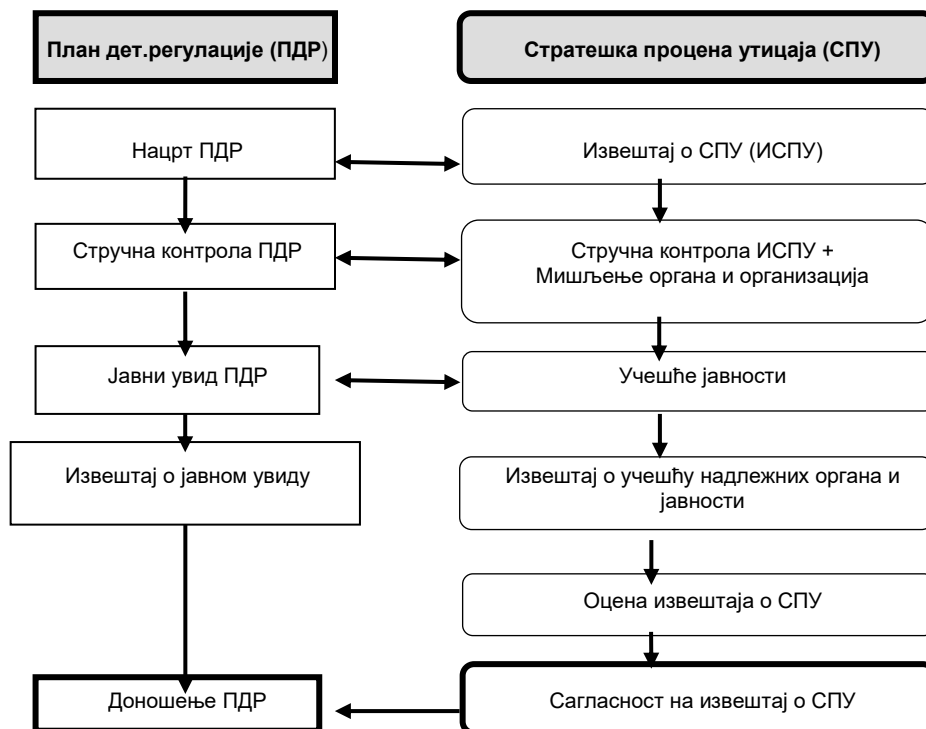 План дет.регулације (ПДР)
Стратешка процена утицаја (СПУ)
Нацрт ПДР
Извештај о СПУ (ИСПУ)
Стручна контрола ПДР
Стручна контрола ИСПУ +
Мишљење органа и организација
Јавни увид ПДР
Учешће јавности
Извештај о јавном увиду
Извештај о учешћу надлежних органа и
јавности
Оцена извештаја о СПУ
Доношење ПДР
Сагласност на извештај о СПУ